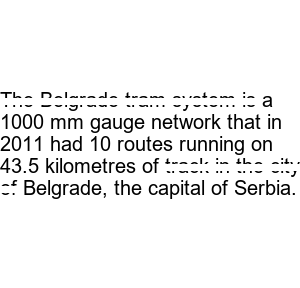 The Belgrade tram system is a
1000 mm gauge network that in
2011 had 10 routes running on
43.5 kilometres of track in the city
of Belgrade, the capital of Serbia.